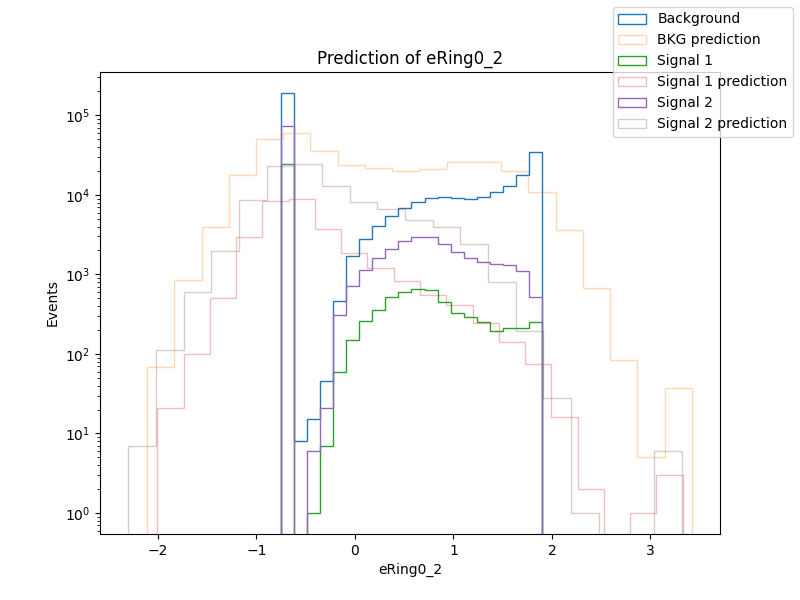 Prediction of eRing0_2
Background
BKG prediction
Signal 1
Signal 1 prediction
Signal 2
Signal 2 prediction
Events
10^5
10^4
10^3
10^2
10^1
10^0
−2 −1 0 1 2 3
eRing0_2